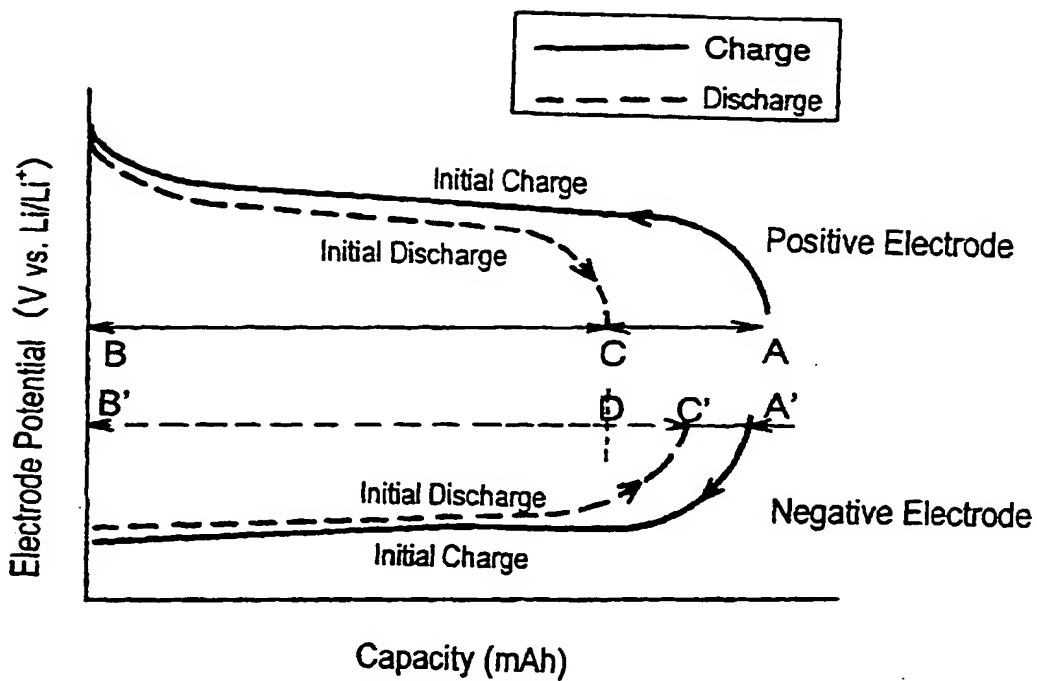 Charge
Discharge
Electrode Potential (V vs. Li/Li⁺)
Initial Charge
Positive Electrode
Initial Discharge
B C A
B' D C' A'
Initial Discharge
Negative Electrode
Initial Charge
Capacity (mAh)